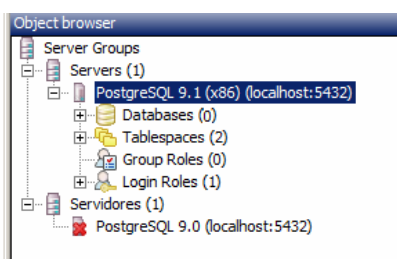 Object browser
Server Groups
Servers (1)
PostgreSQL 9.1 (x86) (localhost:5432)
Databases (0)
Tablespaces (2)
Group Roles (0)
Login Roles (1)
Servidores (1)
PostgreSQL 9.0 (localhost:5432)